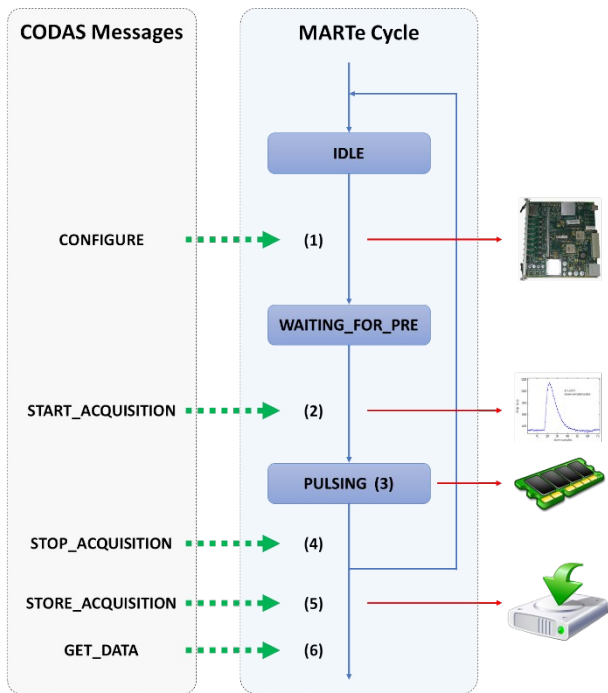 CODAS Messages
MARTe Cycle
IDLE
CONFIGURE
(1)
WAITING_FOR_PRE
START_ACQUISITION
(2)
PULSING (3)
STOP_ACQUISITION
(4)
STORE_ACQUISITION
(5)
GET_DATA
(6)